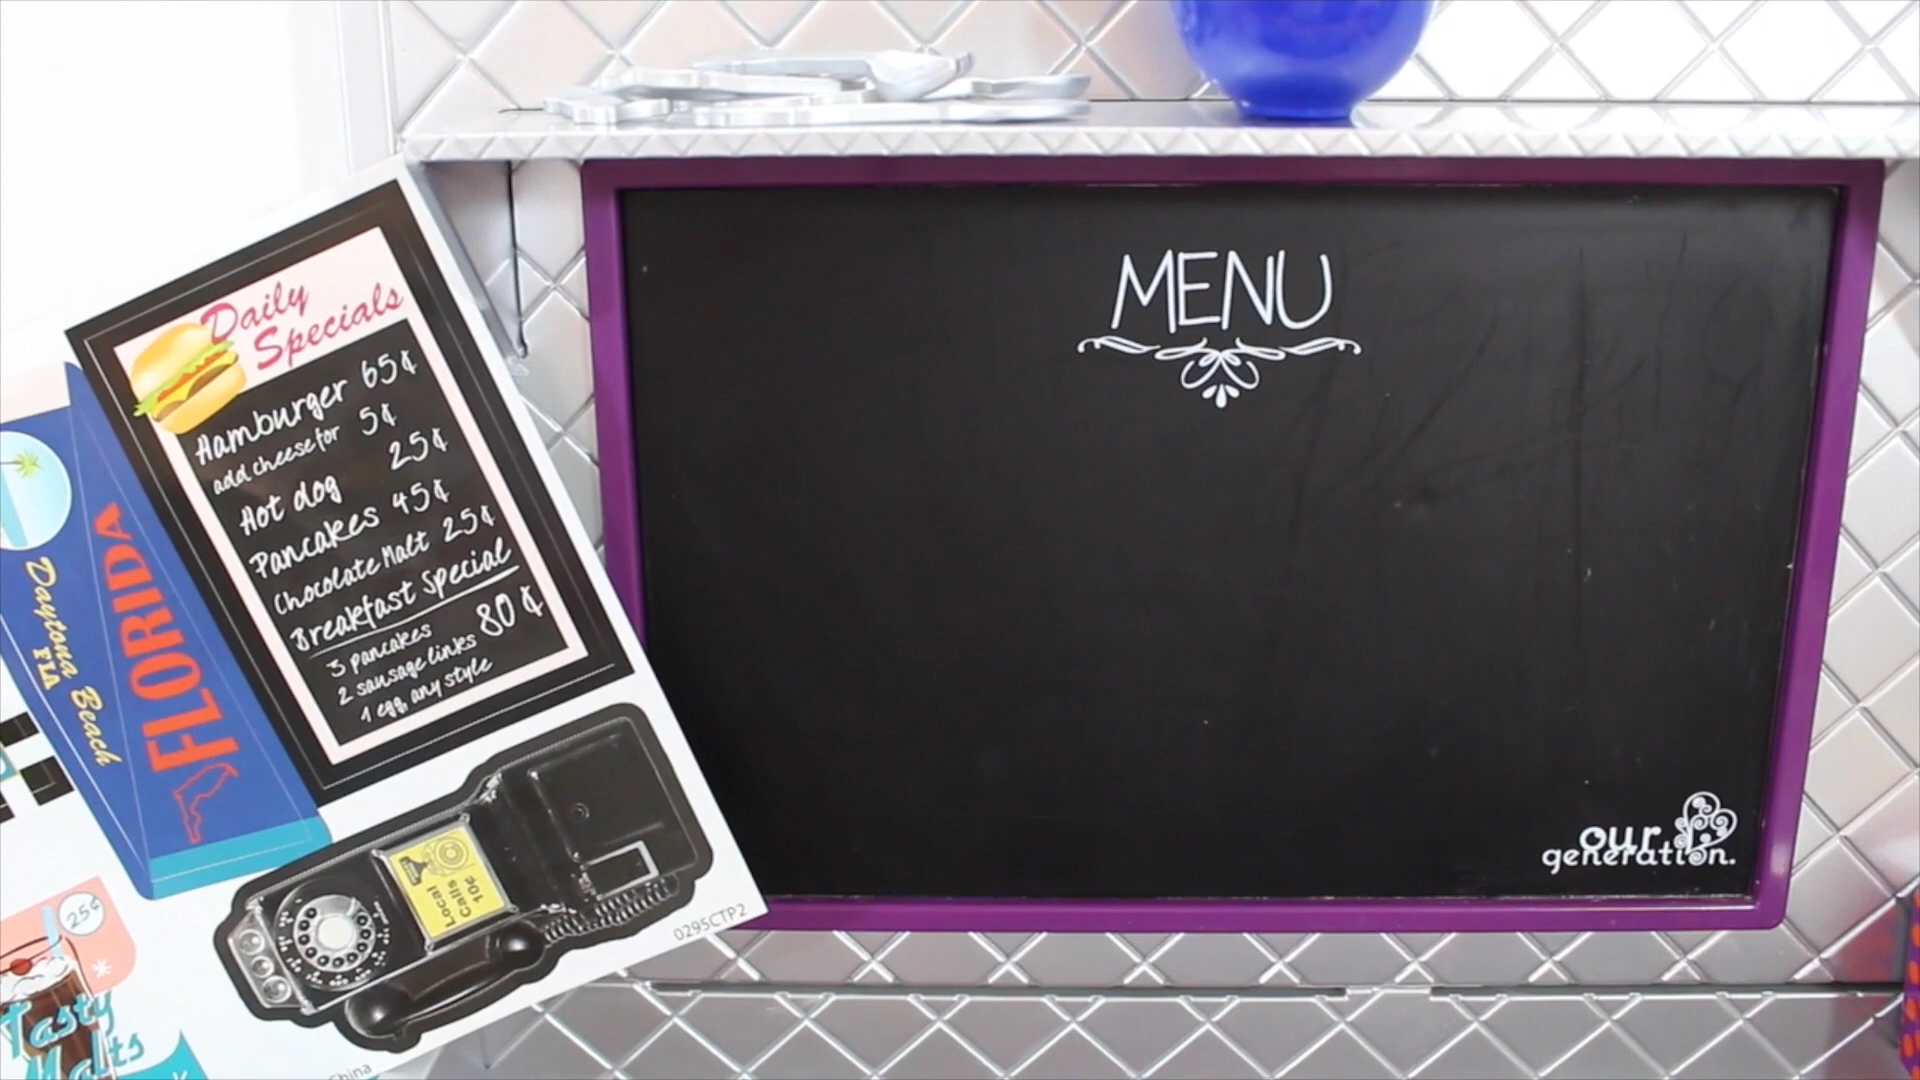 Daily
Specials
Hamburger 65¢
add cheese for 5¢
Hot dog 25¢
Pancakes 45¢
Chocolate Malt 25¢
Breakfast Special
3 pancakes 80¢
2 sausage links
1 egg, any style
FLORIDA
Daytona Beach
FLA
Local
Calls
10¢
0295CTP2
25¢
Tasty
Malts
China
MENU
our
generation.